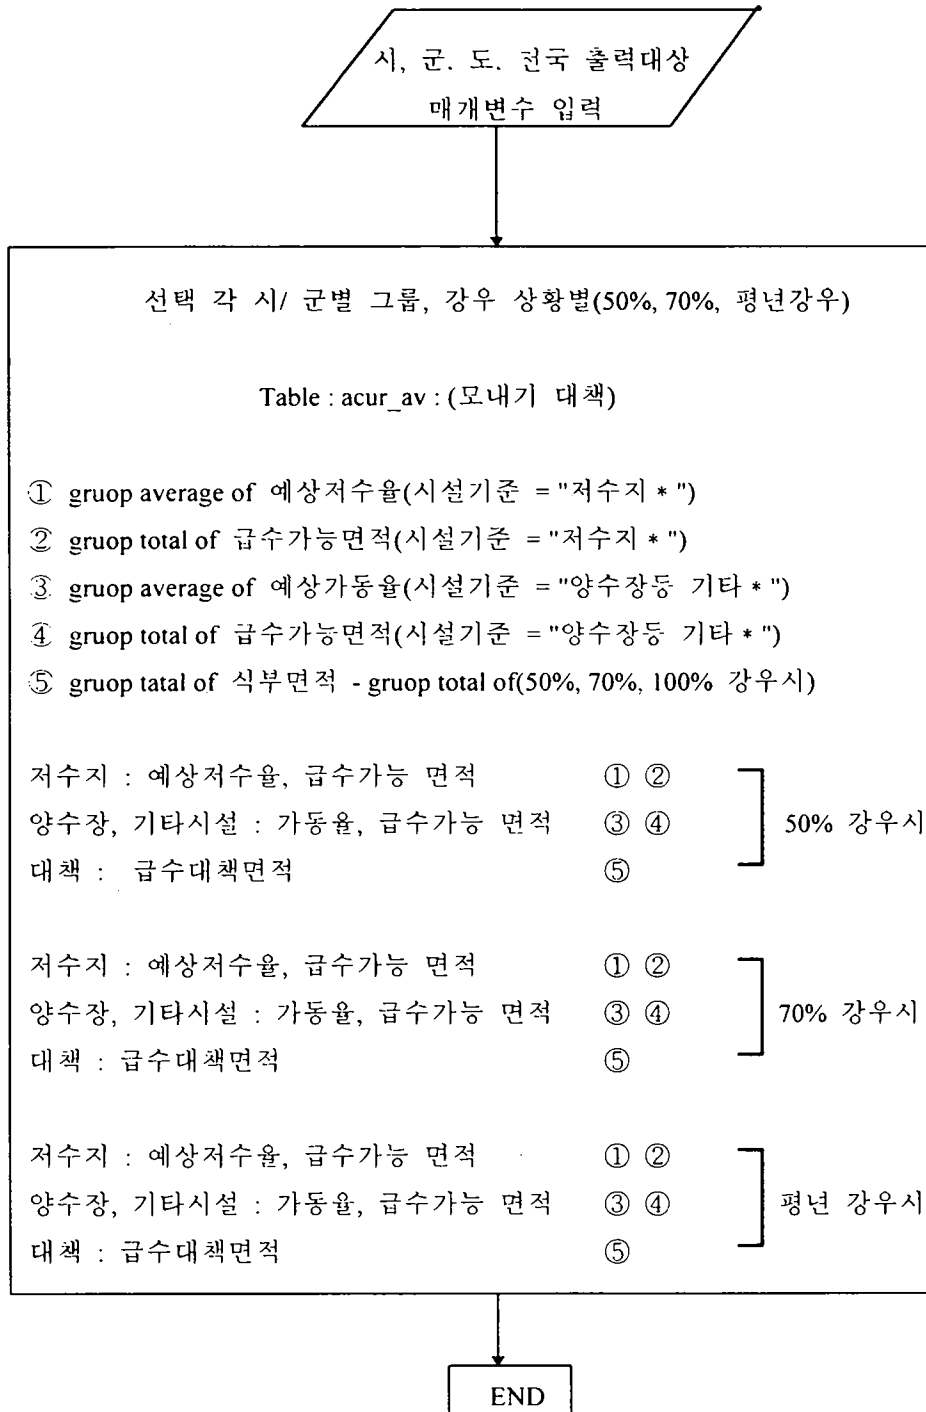 시, 군. 도. 전국 출력대상
매개변수 입력
선택 각 시/ 군별 그룹, 강우 상황별(50%, 70%, 평년강우)
Table : acur_av : (모내기 대책)
① gruop average of 예상저수율(시설기준 = "저수지 * ")
② gruop total of 급수가능면적(시설기준 = "저수지 * ")
③ gruop average of 예상가동율(시설기준 = "양수장등 기타 * ")
④ gruop total of 급수가능면적(시설기준 = "양수장등 기타 * ")
⑤ gruop tatal of 식부면적 - gruop total of(50%, 70%, 100% 강우시)
저수지 : 예상저수율, 급수가능 면적 ① ②
양수장, 기타시설 : 가동율, 급수가능 면적 ③ ④ 50% 강우시
대책 : 급수대책면적 ⑤
저수지 : 예상저수율, 급수가능 면적 ① ②
양수장, 기타시설 : 가동율, 급수가능 면적 ③ ④ 70% 강우시
대책 : 급수대책면적 ⑤
저수지 : 예상저수율, 급수가능 면적 ① ②
양수장, 기타시설 : 가동율, 급수가능 면적 ③ ④ 평년 강우시
대책 : 급수대책면적 ⑤
END